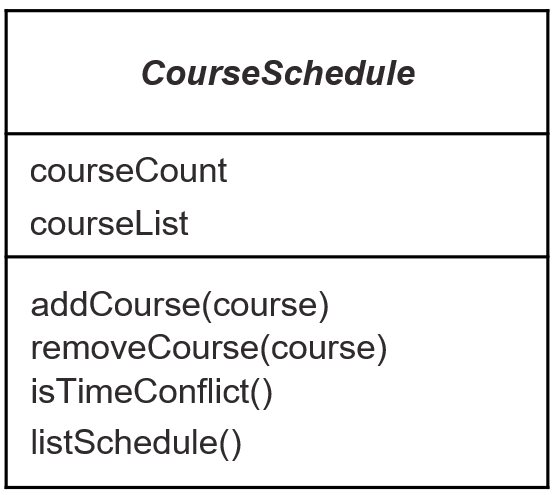 CourseSchedule
courseCount
courseList
addCourse(course)
removeCourse(course)
isTimeConflict()
listSchedule()